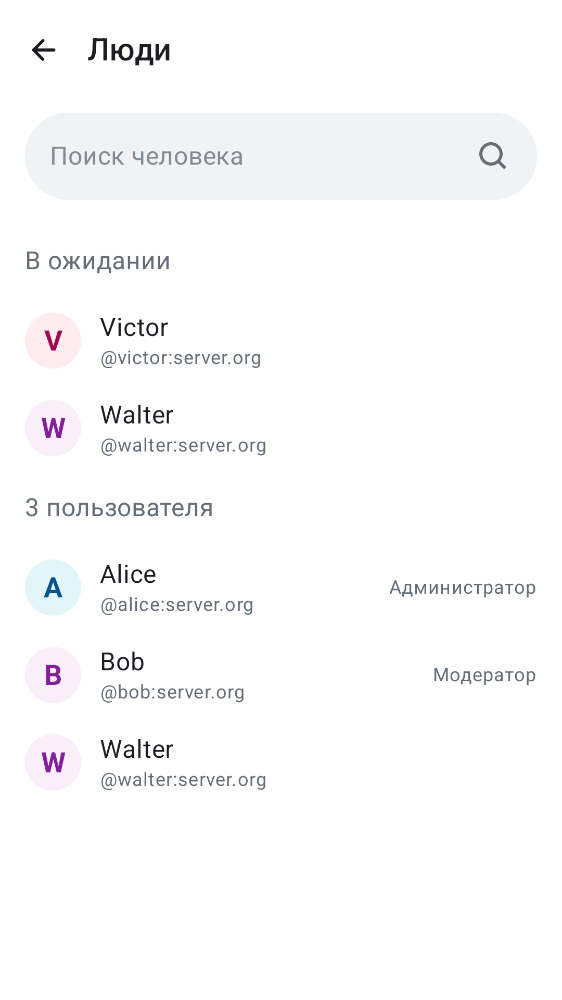 Люди
Поиск человека
В ожидании
V
Victor
@victor:server.org
W
Walter
@walter:server.org
3 пользователя
A
Alice
@alice:server.org
Администратор
B
Bob
@bob:server.org
Модератор
W
Walter
@walter:server.org